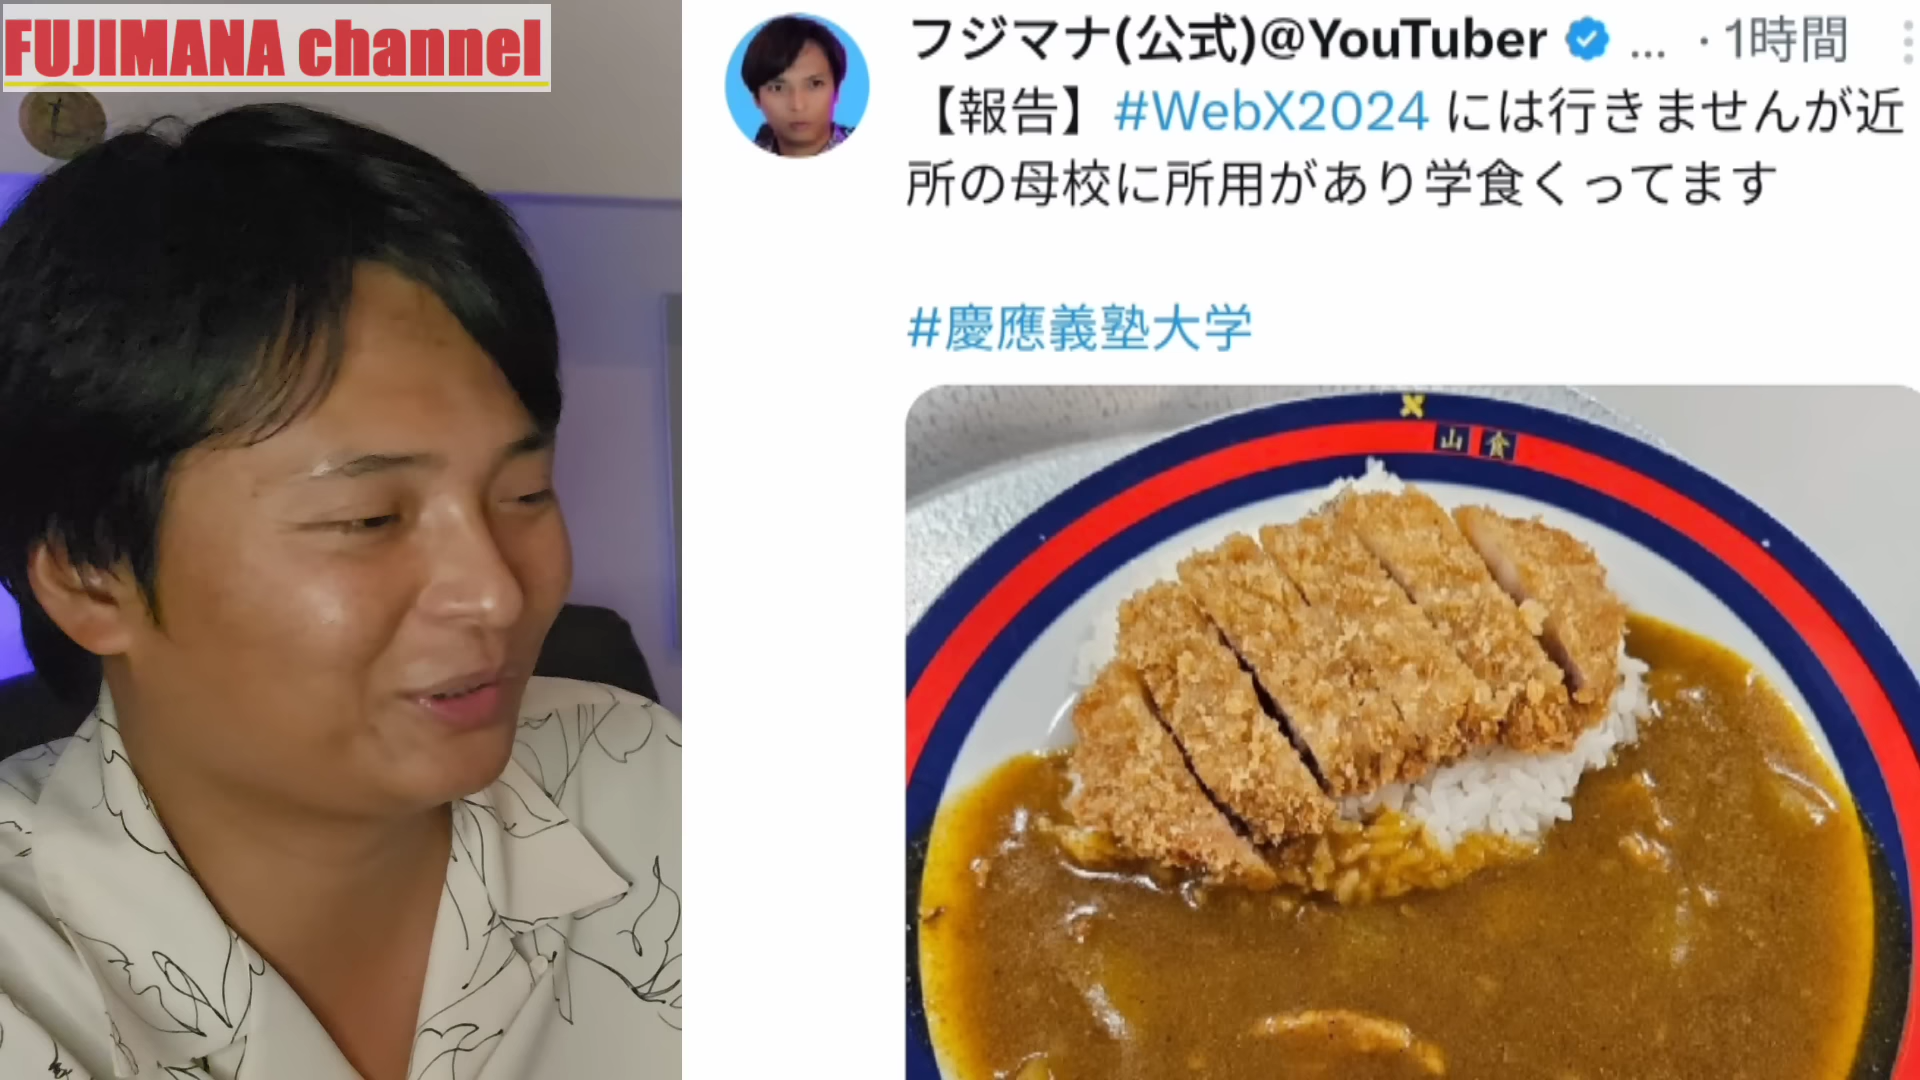 FUJIMANA channel
フジマナ(公式)@YouTuber ... ・1時間
【報告】#WebX2024 には行きませんが近
所の母校に所用があり学食くってます
#慶應義塾大学
山食